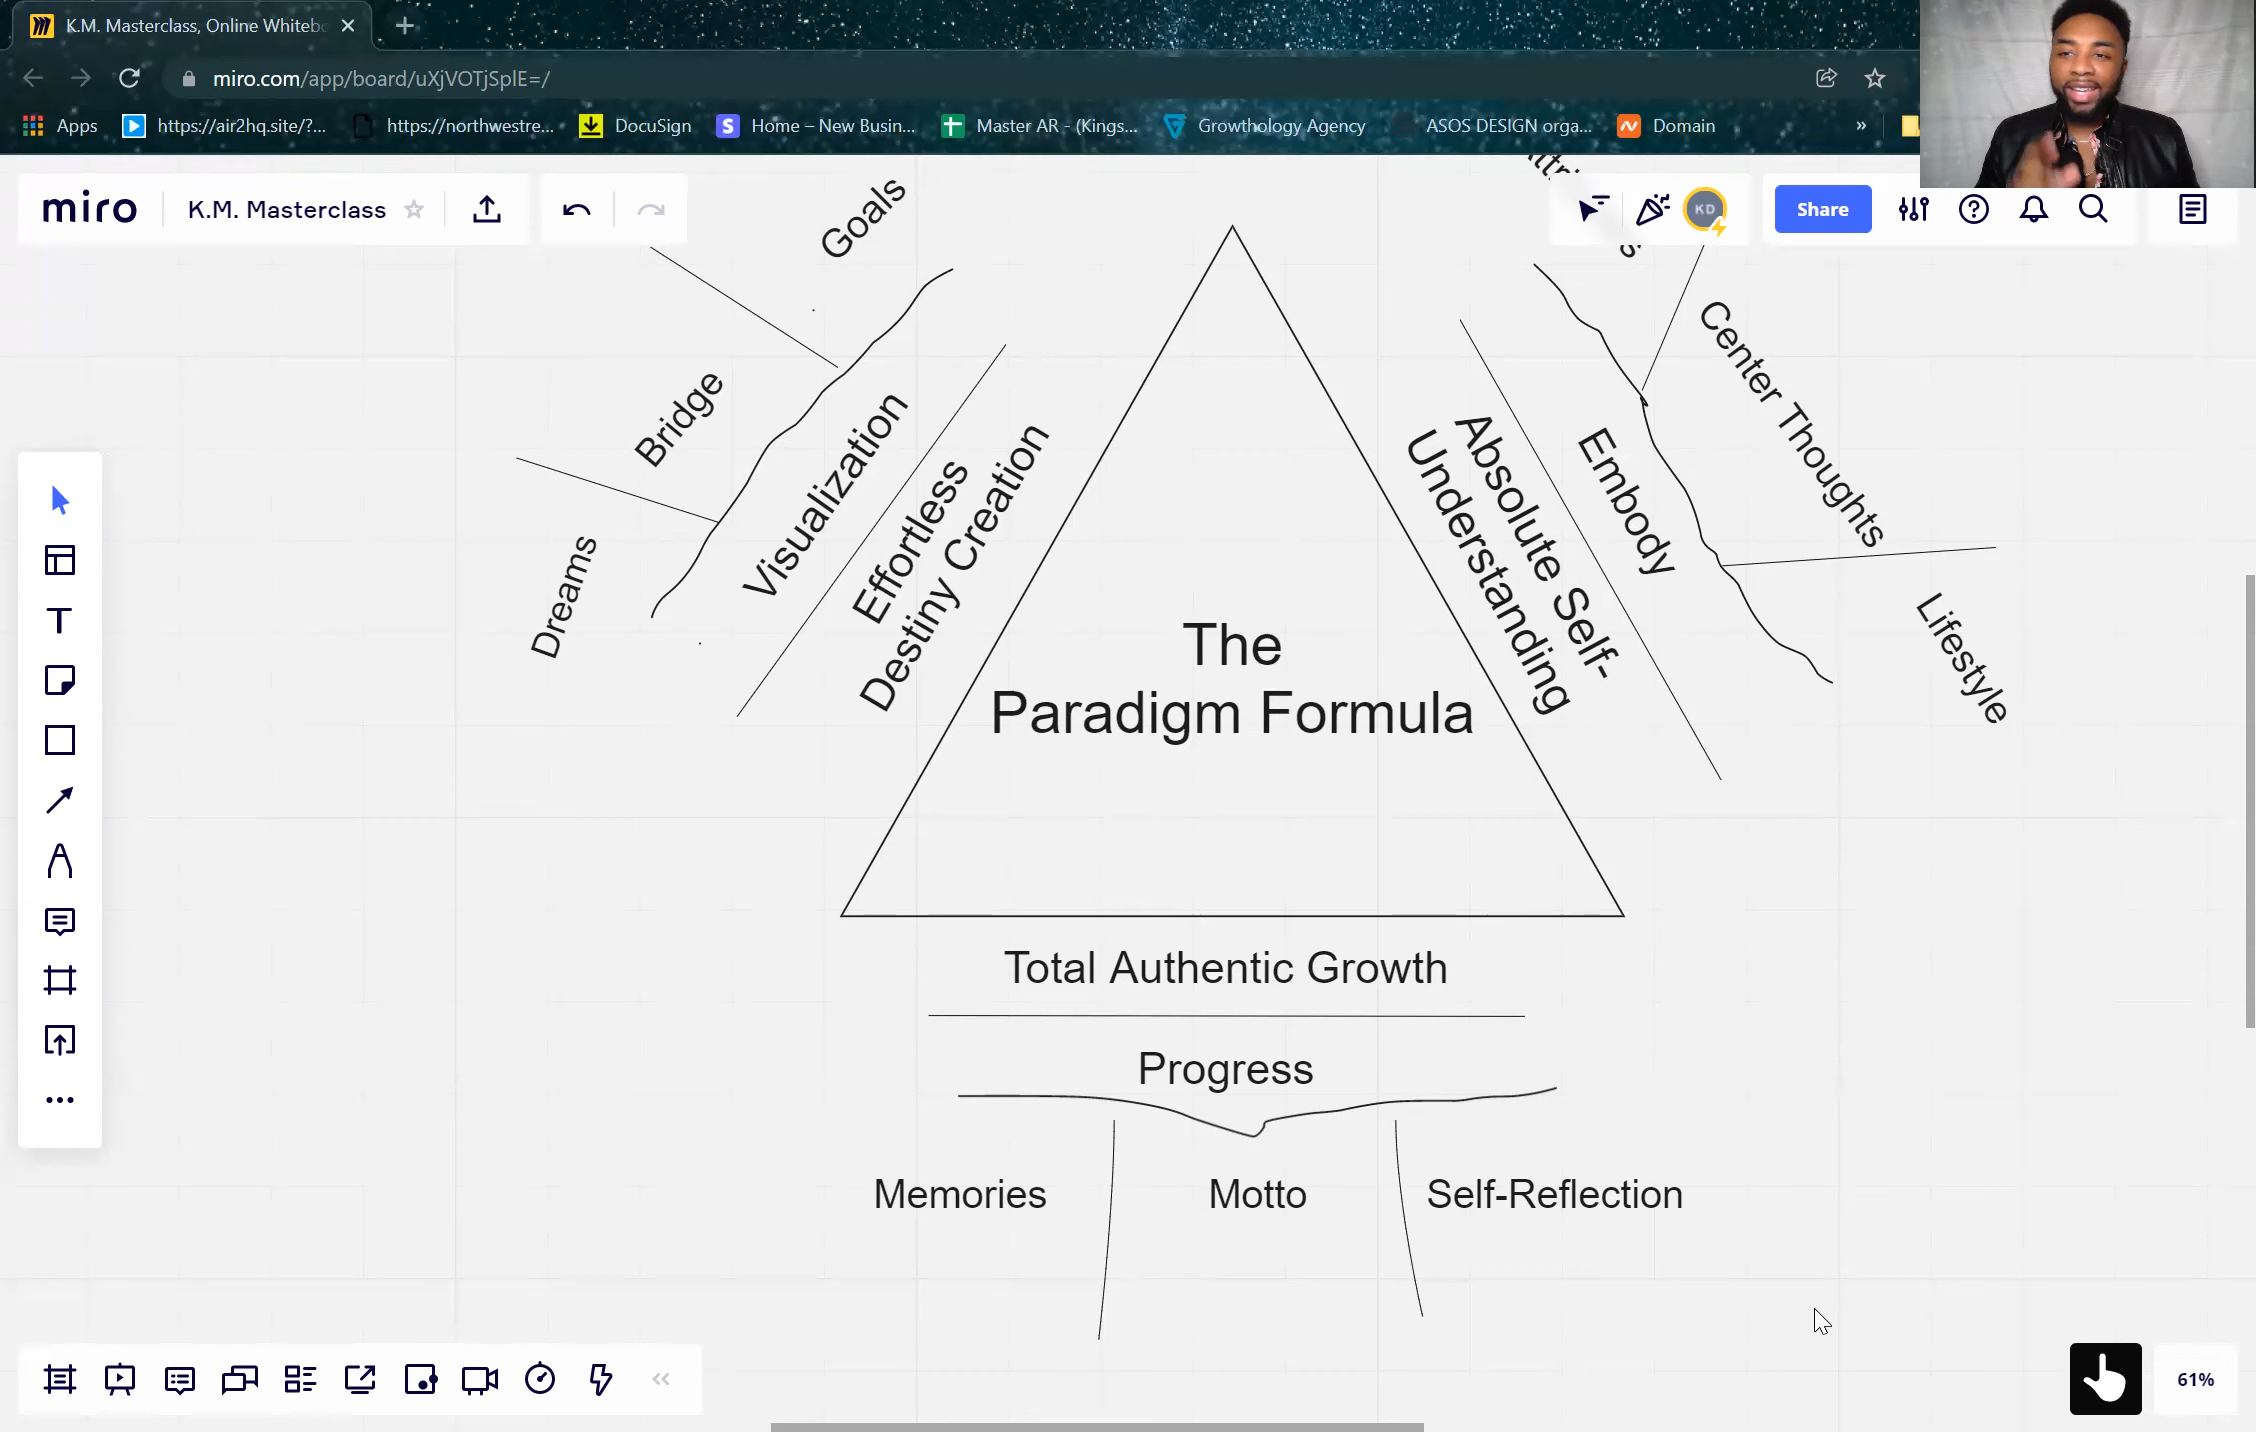 K.M. Masterclass, Online Whitebo
miro.com/app/board/uXjVOTjSplE=/
Apps
https://air2hq.site/?...
https://northwestre...
DocuSign
Home – New Busin...
Master AR - (Kings...
Growthology Agency
ASOS DESIGN orga...
Domain
»
miro
K.M. Masterclass
KD
Share
Goals
Bridge
Dreams
Visualization
Effortless
Destiny Creation
The
Paradigm Formula
Absolute Self-
Understanding
Embody
Center Thoughts
Lifestyle
Total Authentic Growth
Progress
Memories
Motto
Self-Reflection
61%